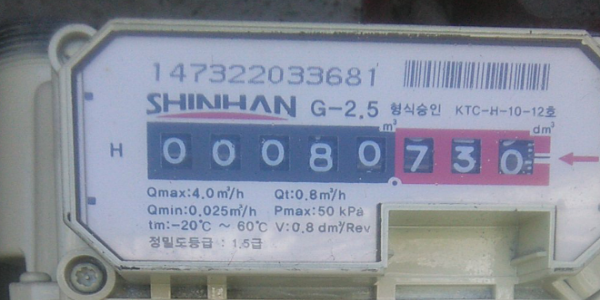 147322033681
SHINHAN G-2.5 형식승인 KTC-H-10-12호
m³ dm³
H 00080730
Qmax:4.0㎥/h Qt:0.6㎥/h
Qmin:0.025㎥/h Pmax:50 kPa
tm:-20℃ ~ 60℃ V:0.8 dm³/Rev
정밀도등급 : 1.5급